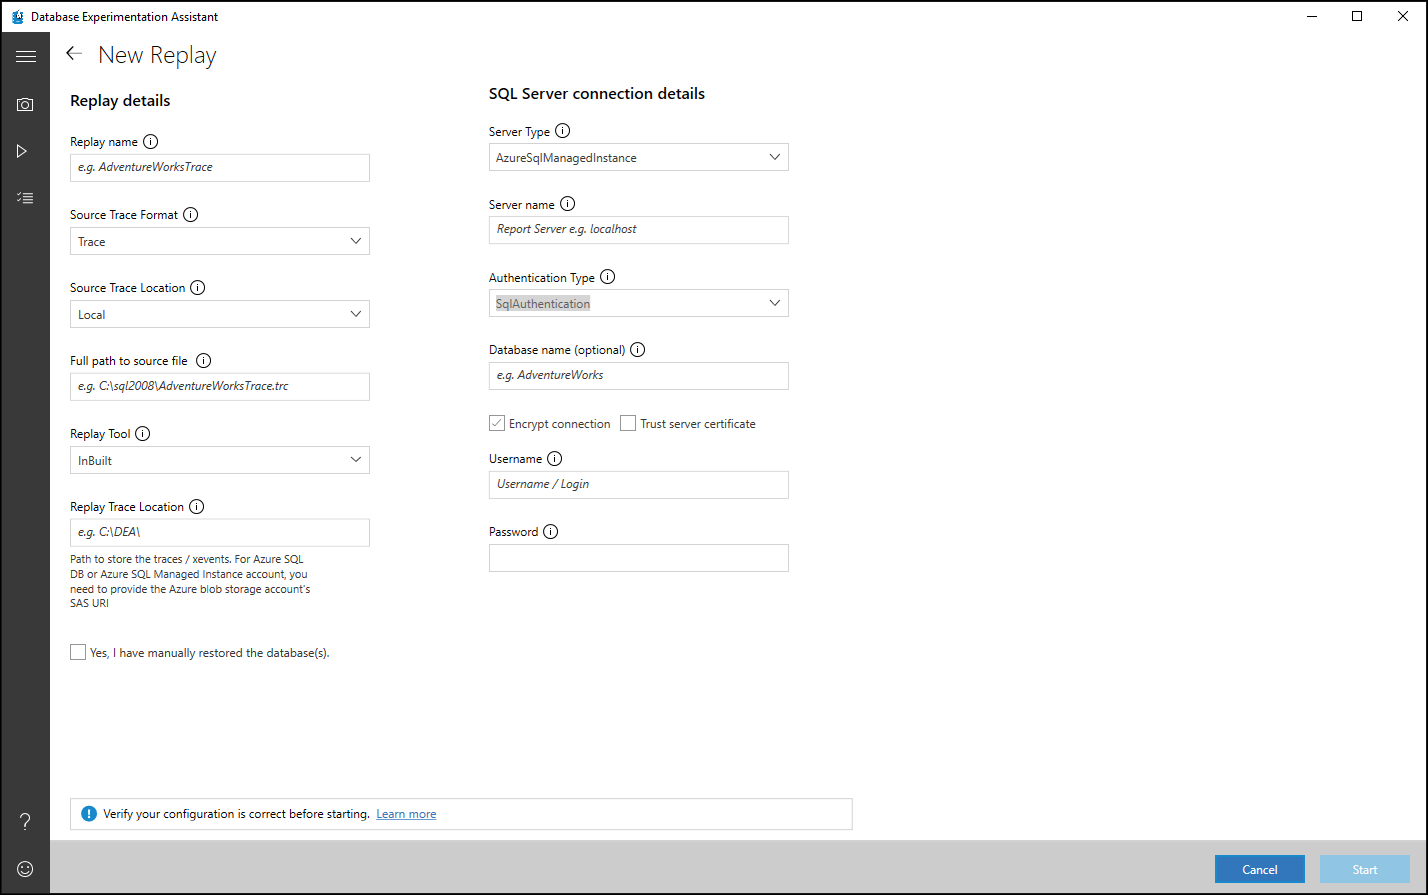 Database Experimentation Assistant
New Replay
Replay details
Replay name
e.g. AdventureWorksTrace
Source Trace Format
Trace
Source Trace Location
Local
Full path to source file
e.g. C:\sql2008\AdventureWorksTrace.trc
Replay Tool
InBuilt
Replay Trace Location
e.g. C:\DEA\
Path to store the traces / xevents. For Azure SQL
DB or Azure SQL Managed Instance account, you
need to provide the Azure blob storage account's
SAS URI
Yes, I have manually restored the database(s).
SQL Server connection details
Server Type
AzureSqlManagedInstance
Server name
Report Server e.g. localhost
Authentication Type
SqlAuthentication
Database name (optional)
e.g. AdventureWorks
Encrypt connection Trust server certificate
Username
Username / Login
Password
Verify your configuration is correct before starting. Learn more
Cancel Start